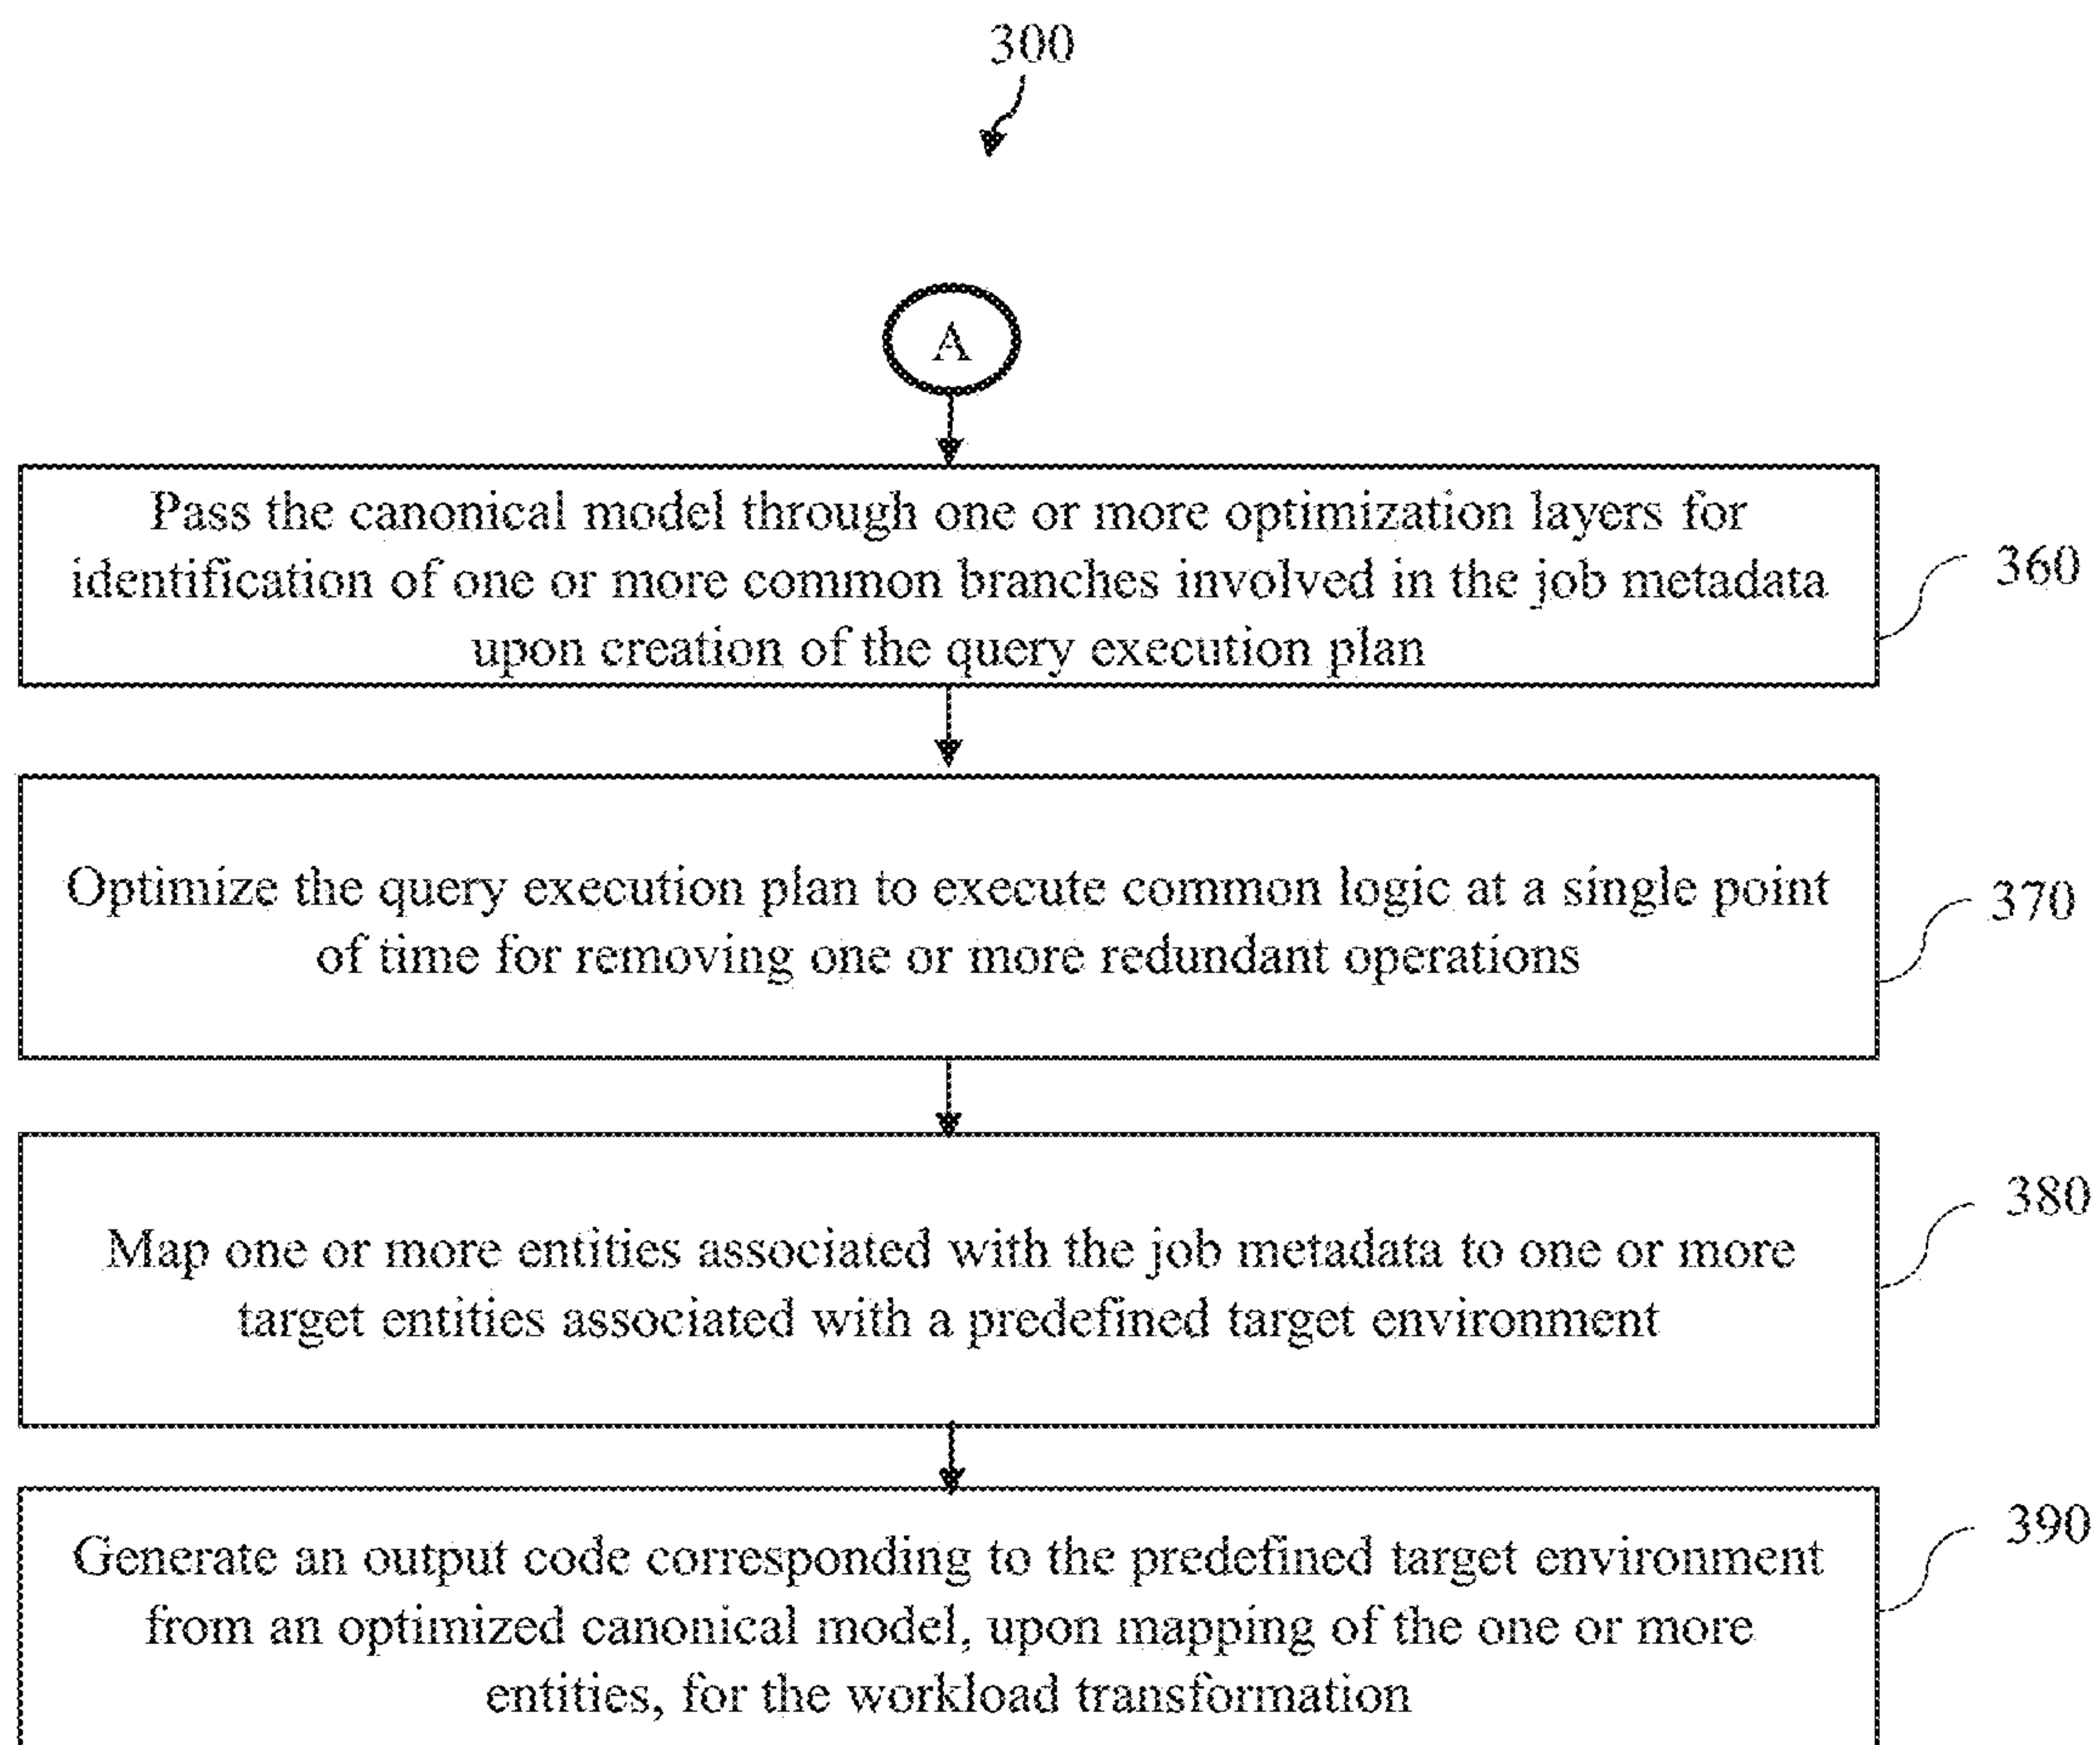 300
A
Pass the canonical model through one or more optimization layers for
identification of one or more common branches involved in the job metadata
upon creation of the query execution plan
360
Optimize the query execution plan to execute common logic at a single point
of time for removing one or more redundant operations
370
Map one or more entities associated with the job metadata to one or more
target entities associated with a predefined target environment
380
Generate an output code corresponding to the predefined target environment
from an optimized canonical model, upon mapping of the one or more
entities, for the workload transformation
390